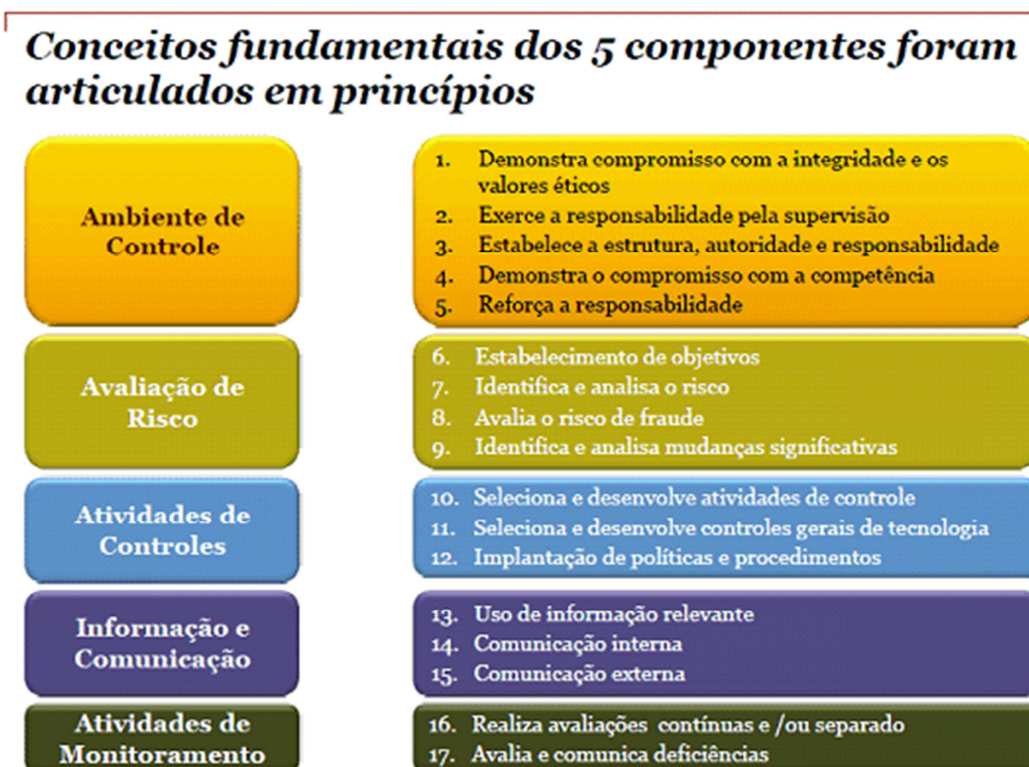 Conceitos fundamentais dos 5 componentes foram
articulados em princípios
Ambiente de
Controle
1. Demonstra compromisso com a integridade e os
valores éticos
2. Exerce a responsabilidade pela supervisão
3. Estabelece a estrutura, autoridade e responsabilidade
4. Demonstra o compromisso com a competência
5. Reforça a responsabilidade
Avaliação de
Risco
6. Estabelecimento de objetivos
7. Identifica e analisa o risco
8. Avalia o risco de fraude
9. Identifica e analisa mudanças significativas
Atividades de
Controles
10. Seleciona e desenvolve atividades de controle
11. Seleciona e desenvolve controles gerais de tecnologia
12. Implantação de políticas e procedimentos
Informação e
Comunicação
13. Uso de informação relevante
14. Comunicação interna
15. Comunicação externa
Atividades de
Monitoramento
16. Realiza avaliações contínuas e /ou separado
17. Avalia e comunica deficiências